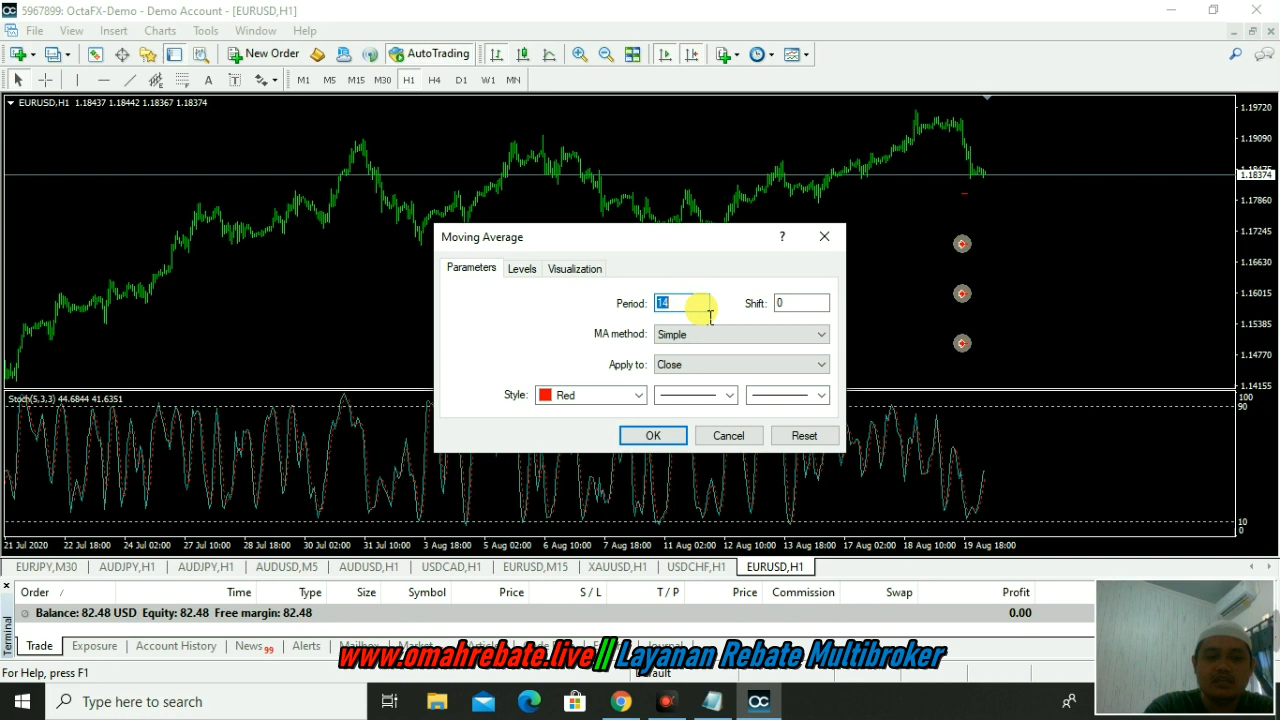 5967899: OctaFX-Demo - Demo Account - [EURUSD,H1]
File View Insert Charts Tools Window Help
New Order AutoTrading
A T M1 M5 M15 M30 H1 H4 D1 W1 MN
EURUSD,H1 1.18437 1.18442 1.18367 1.18374
1.19720
1.19090
1.18475
1.18374
1.17860
1.17245
1.16630
1.16015
1.15385
1.14770
1.14155
Moving Average
Parameters Levels Visualization
Period: 14 Shift: 0
MA method: Simple
Apply to: Close
Style: Red
OK Cancel Reset
Stoch(5,3,3) 44.6844 41.6351
100
90
10
0
21 Jul 2020 22 Jul 18:00 24 Jul 02:00 27 Jul 10:00 28 Jul 18:00 30 Jul 02:00 31 Jul 10:00 3 Aug 18:00 5 Aug 02:00 6 Aug 10:00 7 Aug 18:00 11 Aug 02:00 12 Aug 10:00 13 Aug 18:00 17 Aug 02:00 18 Aug 10:00 19 Aug 18:00
EURJPY,M30 AUDJPY,H1 AUDJPY,H1 AUDUSD,M5 AUDUSD,H1 USDCAD,H1 EURUSD,M15 XAUUSD,H1 USDCHF,H1 EURUSD,H1
Order Time Type Size Symbol Price S / L T / P Price Commission Swap Profit
Balance: 82.48 USD Equity: 82.48 Free margin: 82.48 0.00
Terminal
Trade Exposure Account History News 99 Alerts Mailbox Market
www.omahrebate.live|| Layanan Rebate Multibroker
For Help, press F1 Default
Type here to search